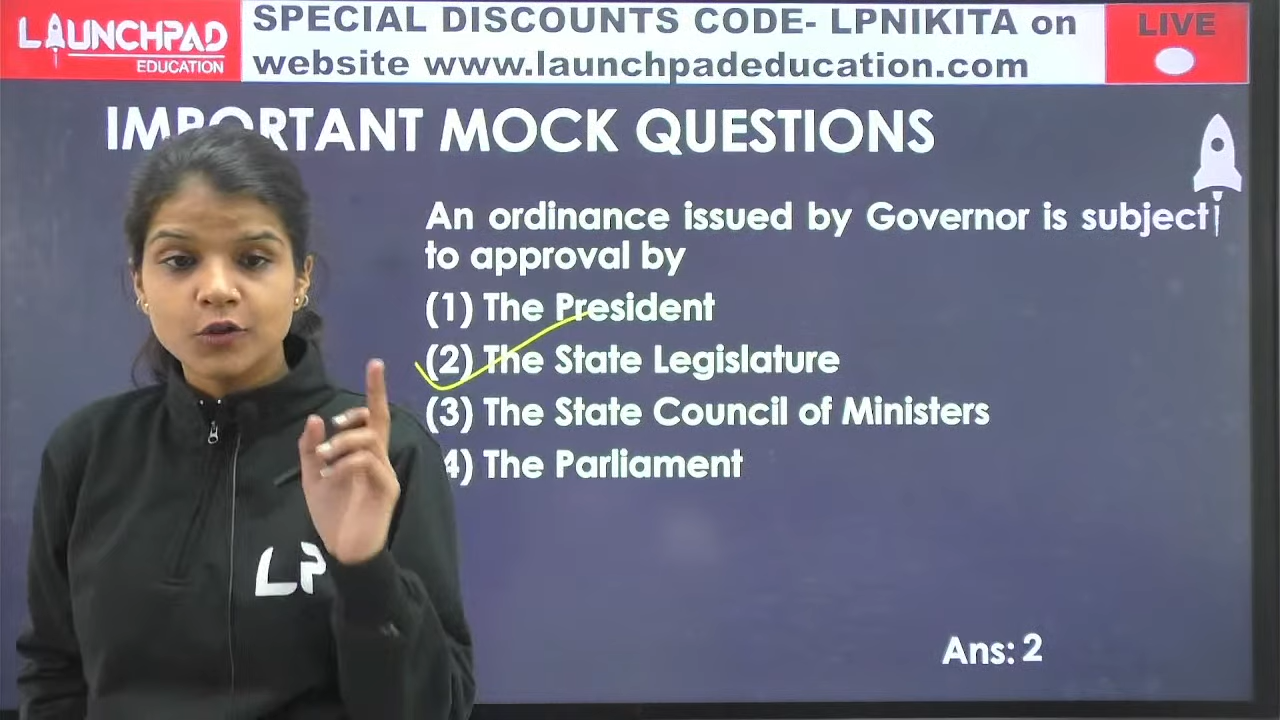 LAUNCHPAD
EDUCATION
SPECIAL DISCOUNTS CODE- LPNIKITA on
website www.launchpadeducation.com
LIVE
IMPORTANT MOCK QUESTIONS
An ordinance issued by Governor is subject
to approval by
(1) The President
(2) The State Legislature
(3) The State Council of Ministers
4) The Parliament
LP
Ans: 2